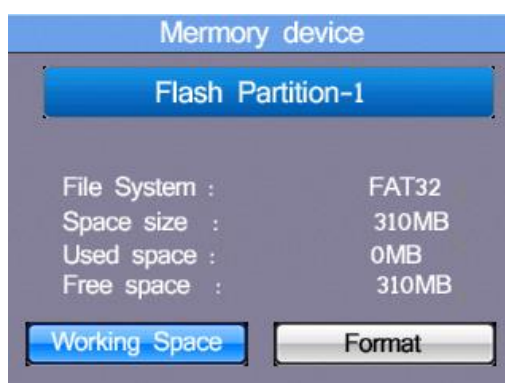 Mermory device
Flash Partition-1
File System : FAT32
Space size : 310MB
Used space : 0MB
Free space : 310MB
Working Space Format